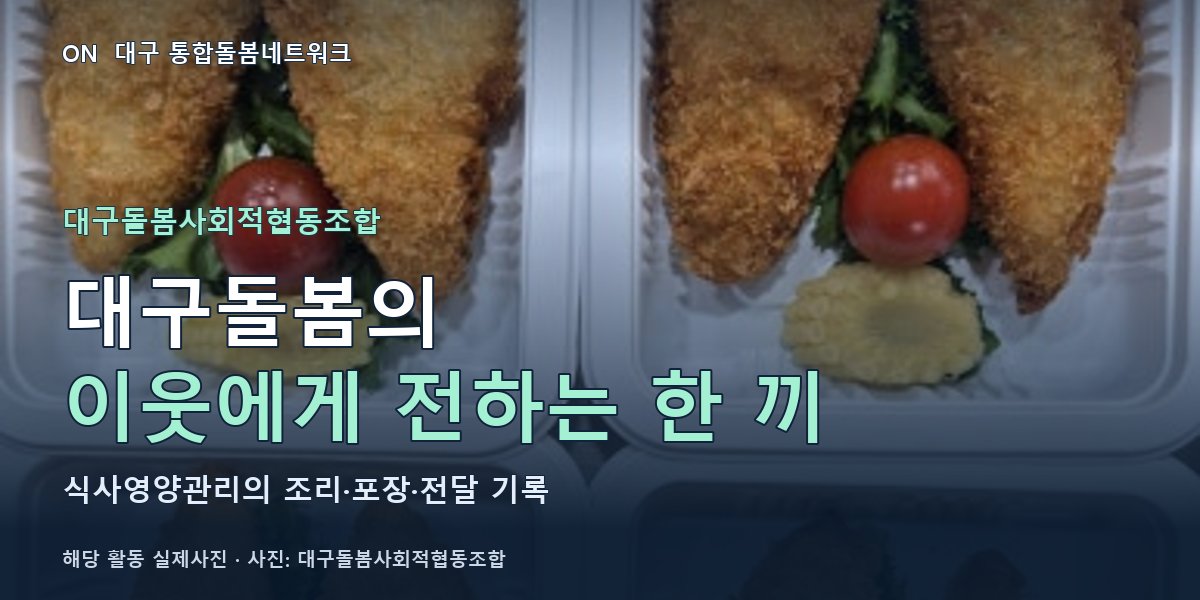 ON 대구 통합돌봄네트워크
대구돌봄사회적협동조합
대구돌봄의
이웃에게 전하는 한 끼
식사영양관리의 조리·포장·전달 기록
해당 활동 실제사진 · 사진: 대구돌봄사회적협동조합